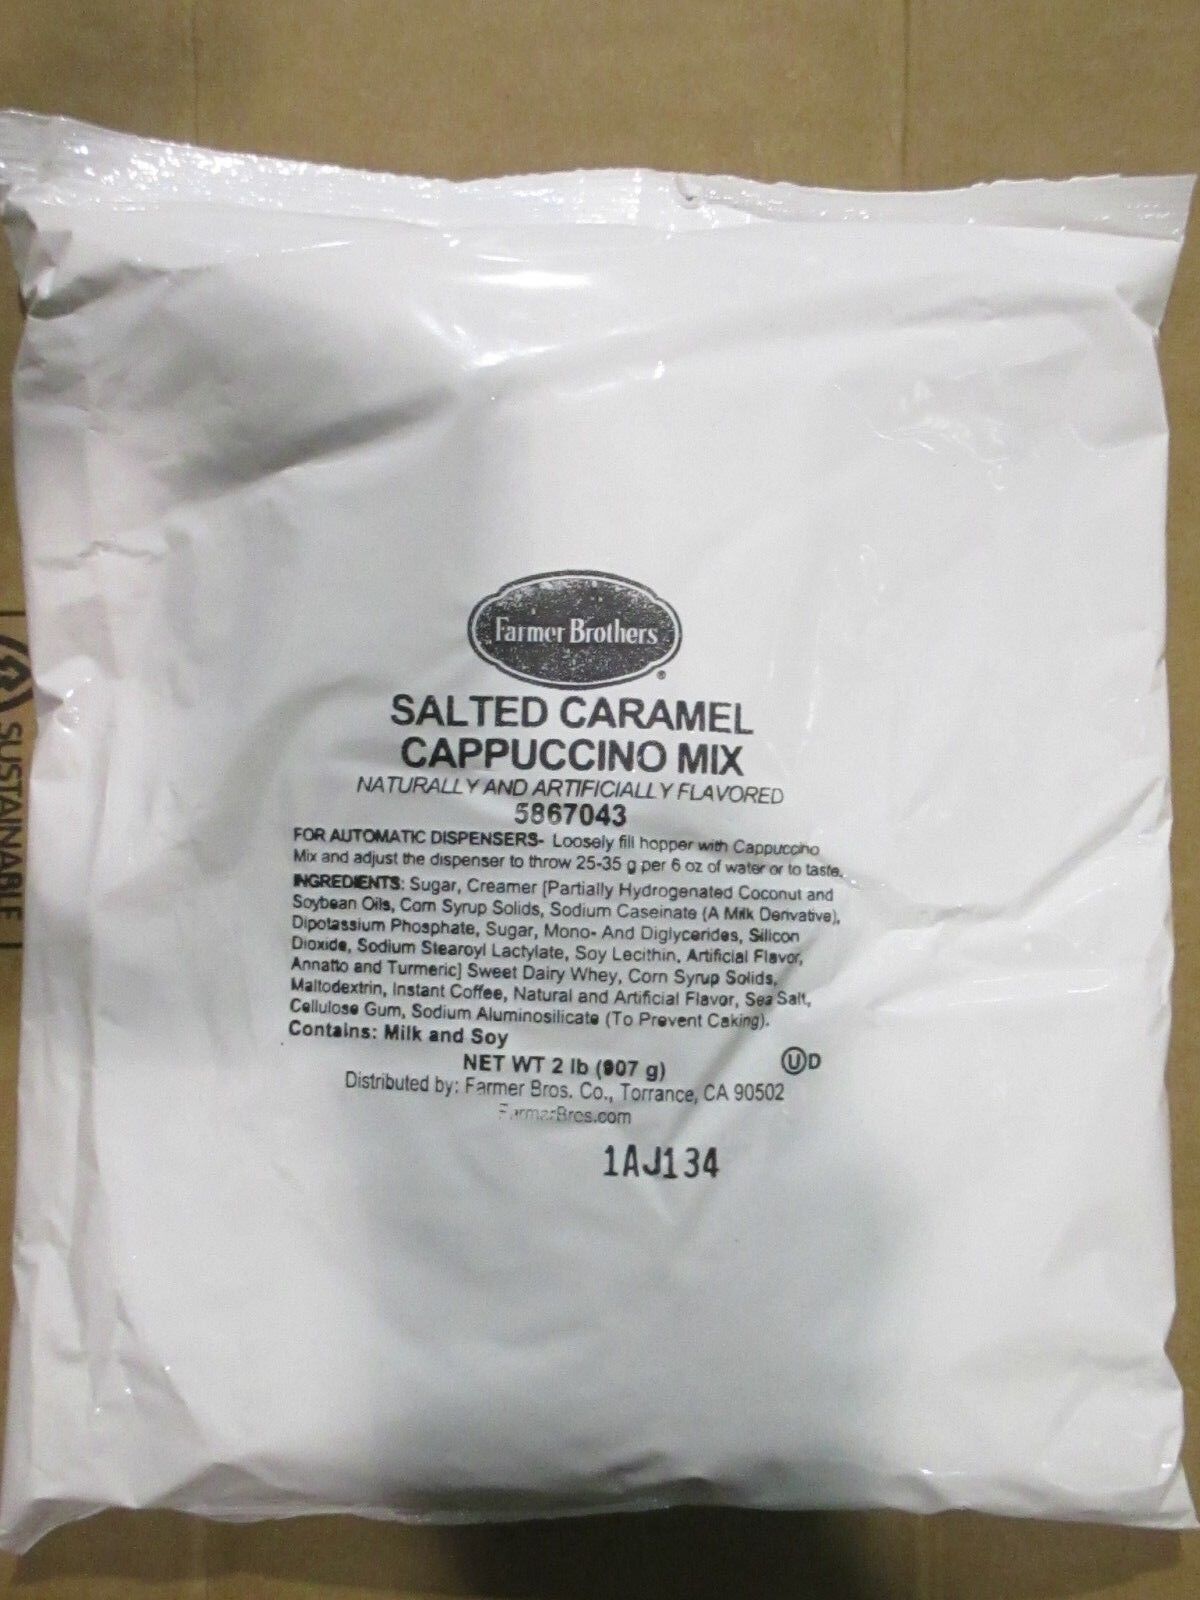 Farmer Brothers
®
SALTED CARAMEL
CAPPUCCINO MIX
NATURALLY AND ARTIFICIALLY FLAVORED
5867043
FOR AUTOMATIC DISPENSERS- Loosely fill hopper with Cappuccino
Mix and adjust the dispenser to throw 25-35 g per 6 oz of water or to taste.
INGREDIENTS: Sugar, Creamer [Partially Hydrogenated Coconut and
Soybean Oils, Corn Syrup Solids, Sodium Caseinate (A Milk Derivative),
Dipotassium Phosphate, Sugar, Mono- And Diglycerides, Silicon
Dioxide, Sodium Stearoyl Lactylate, Soy Lecithin, Artificial Flavor,
Annatto and Turmeric] Sweet Dairy Whey, Corn Syrup Solids,
Maltodextrin, Instant Coffee, Natural and Artificial Flavor, Sea Salt,
Cellulose Gum, Sodium Aluminosilicate (To Prevent Caking).
Contains: Milk and Soy
NET WT 2 lb (907 g)
UD
Distributed by: Farmer Bros. Co., Torrance, CA 90502
FarmerBros.com
1AJ134
SUSTAINABLE